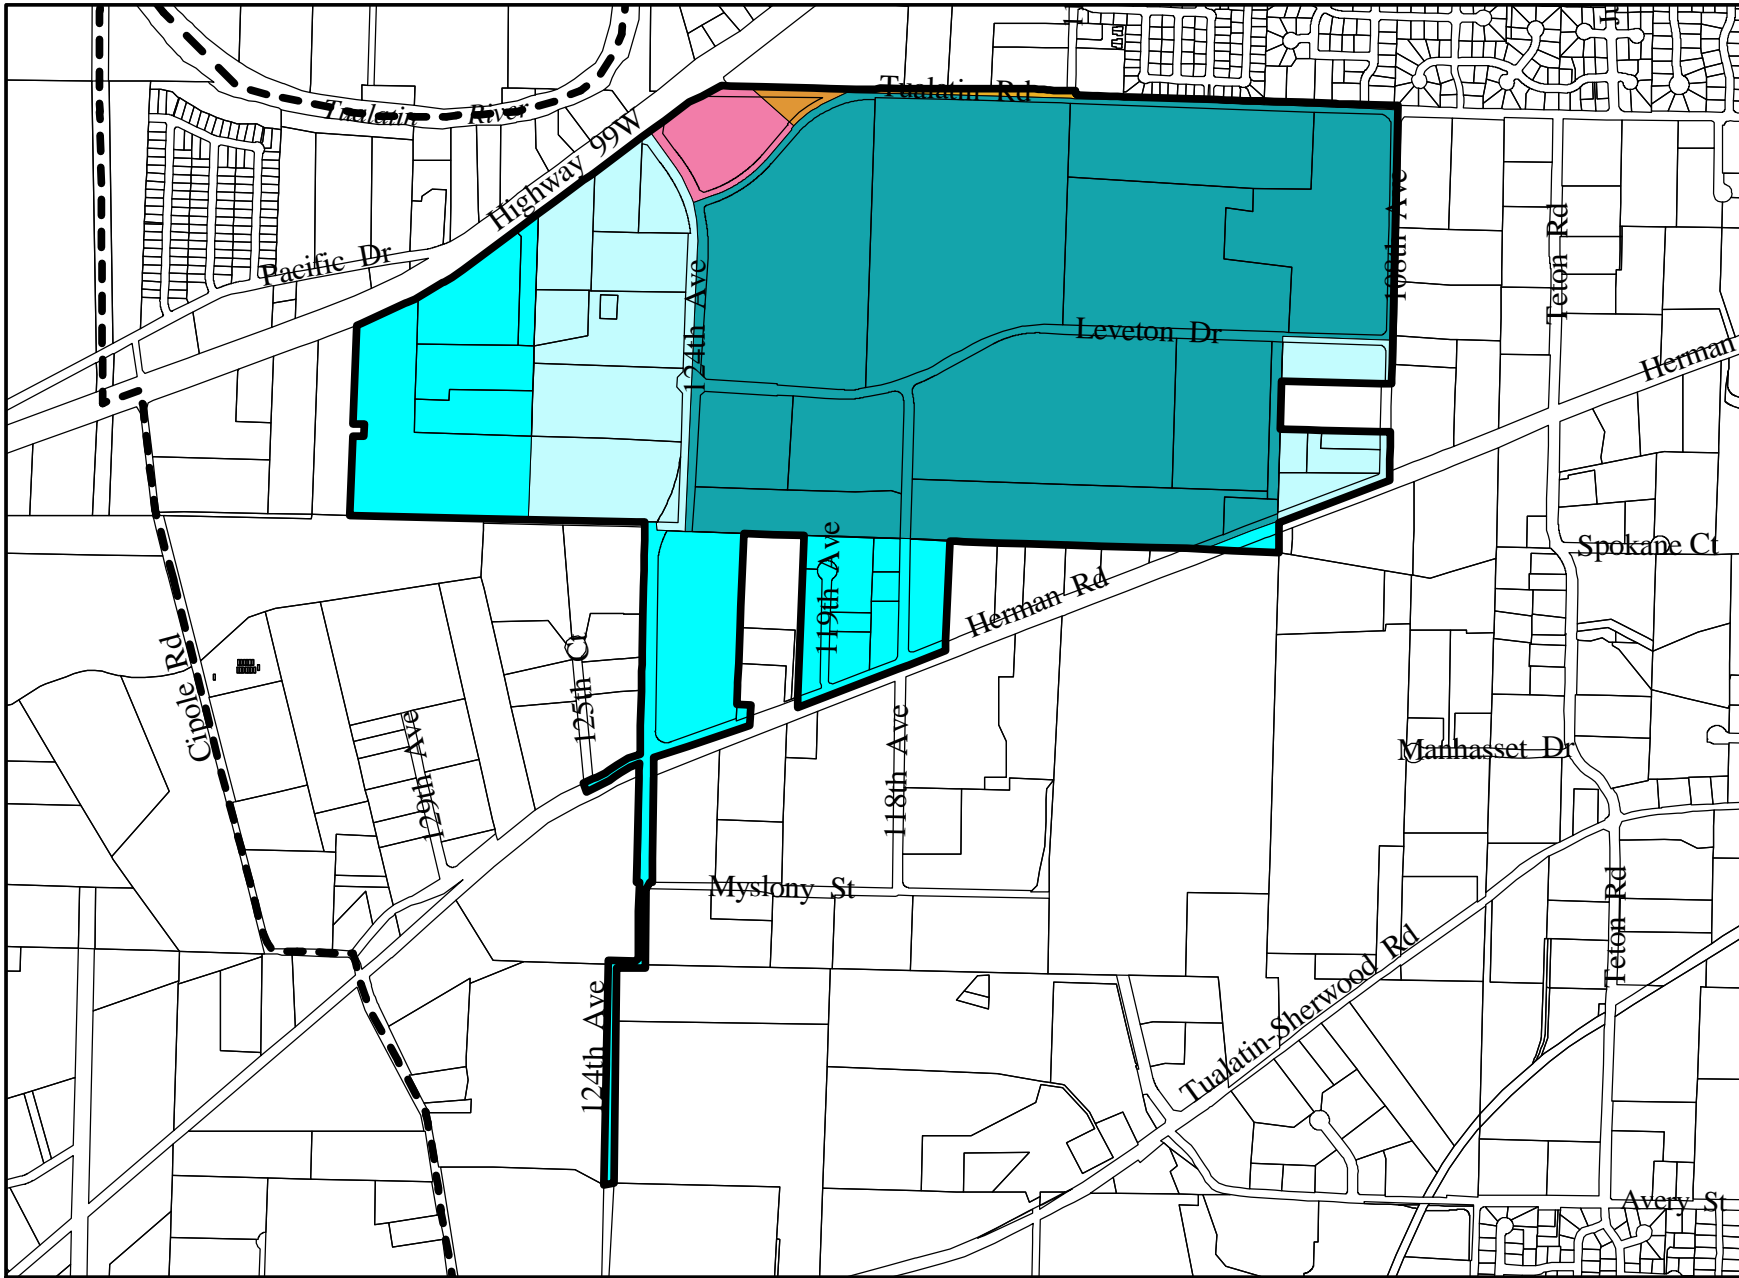 Tualatin Rd
Tualatin River
Highway 99W
Pacific Dr
124th Ave
108th Ave
Teton Rd
Leveton Dr
Herman
Spokane Ct
119th Ave
Herman Rd
Cipole Rd
125th Ct
129th Ave
118th Ave
Manhasset Dr
Myslony St
Teton Rd
Tualatin-Sherwood Rd
124th Ave
Avery St